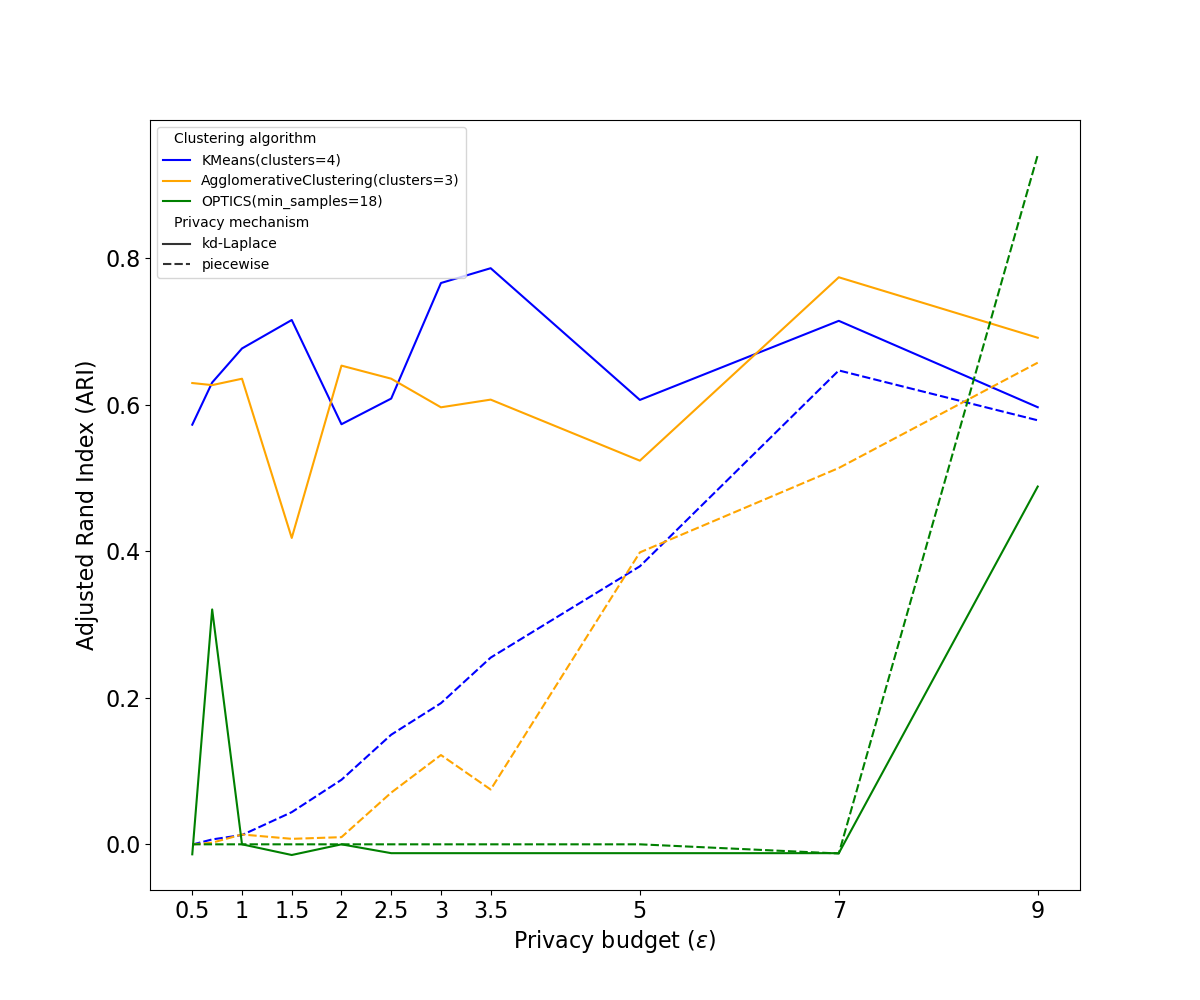 Clustering algorithm
KMeans(clusters=4)
AgglomerativeClustering(clusters=3)
OPTICS(min_samples=18)
Privacy mechanism
kd-Laplace
piecewise
Adjusted Rand Index (ARI)
0.8
0.6
0.4
0.2
0.0
0.5 1 1.5 2 2.5 3 3.5 5 7 9
Privacy budget (ε)